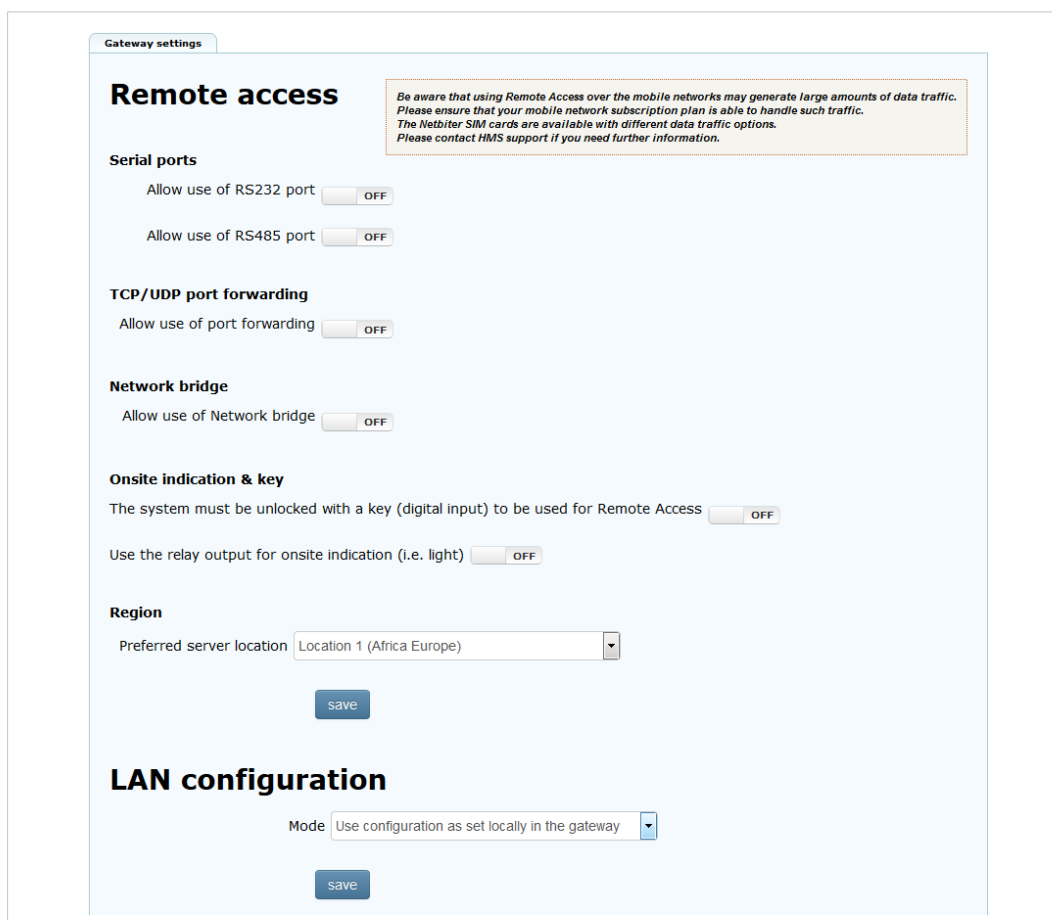 Gateway settings
Remote access
Be aware that using Remote Access over the mobile networks may generate large amounts of data traffic.
Please ensure that your mobile network subscription plan is able to handle such traffic.
The Netbiter SIM cards are available with different data traffic options.
Please contact HMS support if you need further information.
Serial ports
Allow use of RS232 port OFF
Allow use of RS485 port OFF
TCP/UDP port forwarding
Allow use of port forwarding OFF
Network bridge
Allow use of Network bridge OFF
Onsite indication & key
The system must be unlocked with a key (digital input) to be used for Remote Access OFF
Use the relay output for onsite indication (i.e. light) OFF
Region
Preferred server location Location 1 (Africa Europe)
save
LAN configuration
Mode Use configuration as set locally in the gateway
save